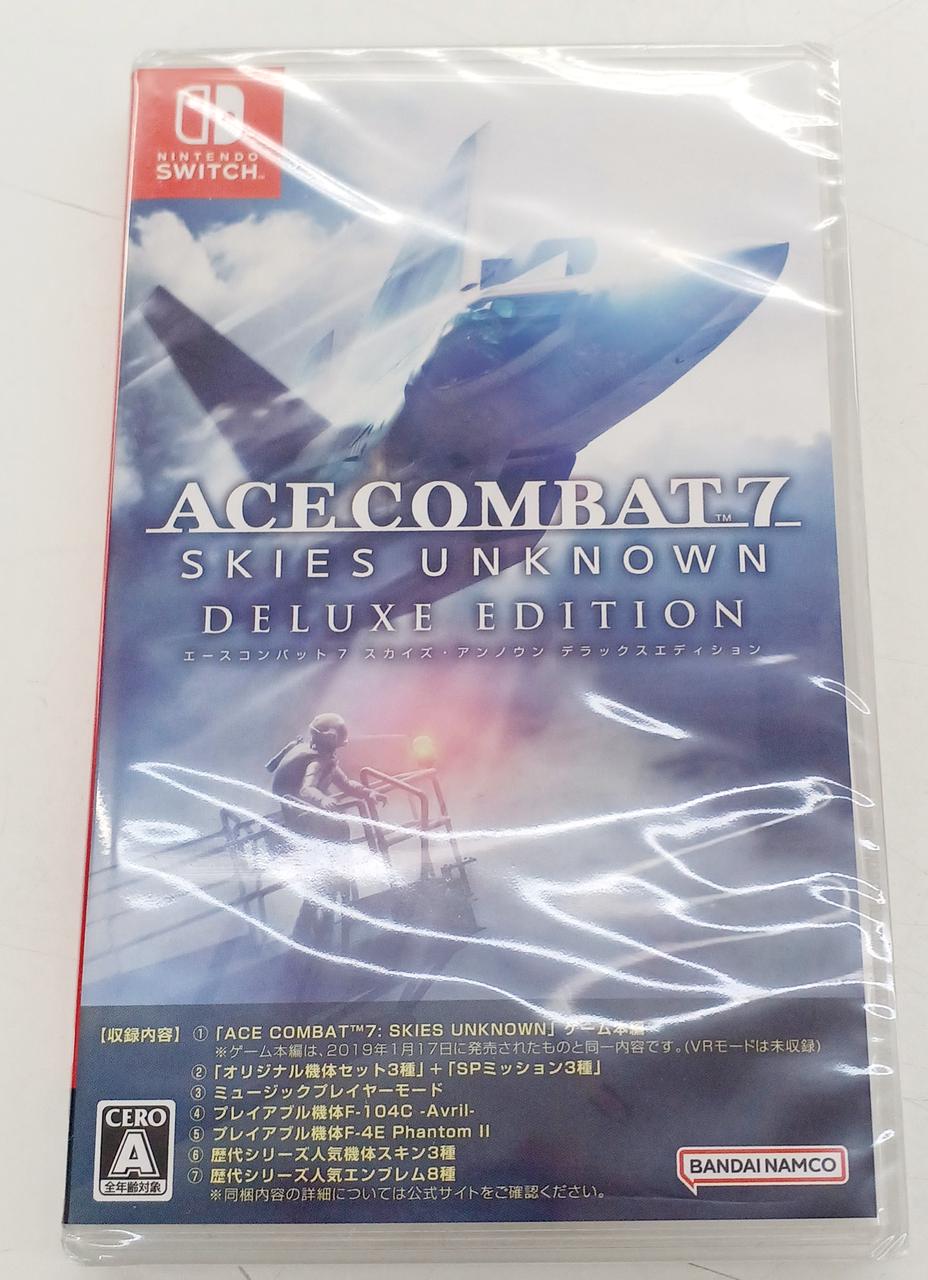 NINTENDO
SWITCH™
ACE COMBAT™ 7
SKIES UNKNOWN
DELUXE EDITION
エースコンバット7 スカイズ・アンノウン デラックスエディション
【収録内容】 ① 「ACE COMBAT™7: SKIES UNKNOWN」 ゲーム本編
※ゲーム本編は、2019年1月17日に発売されたものと同一内容です。(VRモードは未収録)
② 「オリジナル機体セット3種」+「SPミッション3種」
③ ミュージックプレイヤーモード
④ プレイアブル機体F-104C -Avril-
⑤ プレイアブル機体F-4E Phantom II
⑥ 歴代シリーズ人気機体スキン3種
⑦ 歴代シリーズ人気エンブレム8種
※同梱内容の詳細については公式サイトをご確認ください。
CERO
A
全年齢対象
BANDAI NAMCO